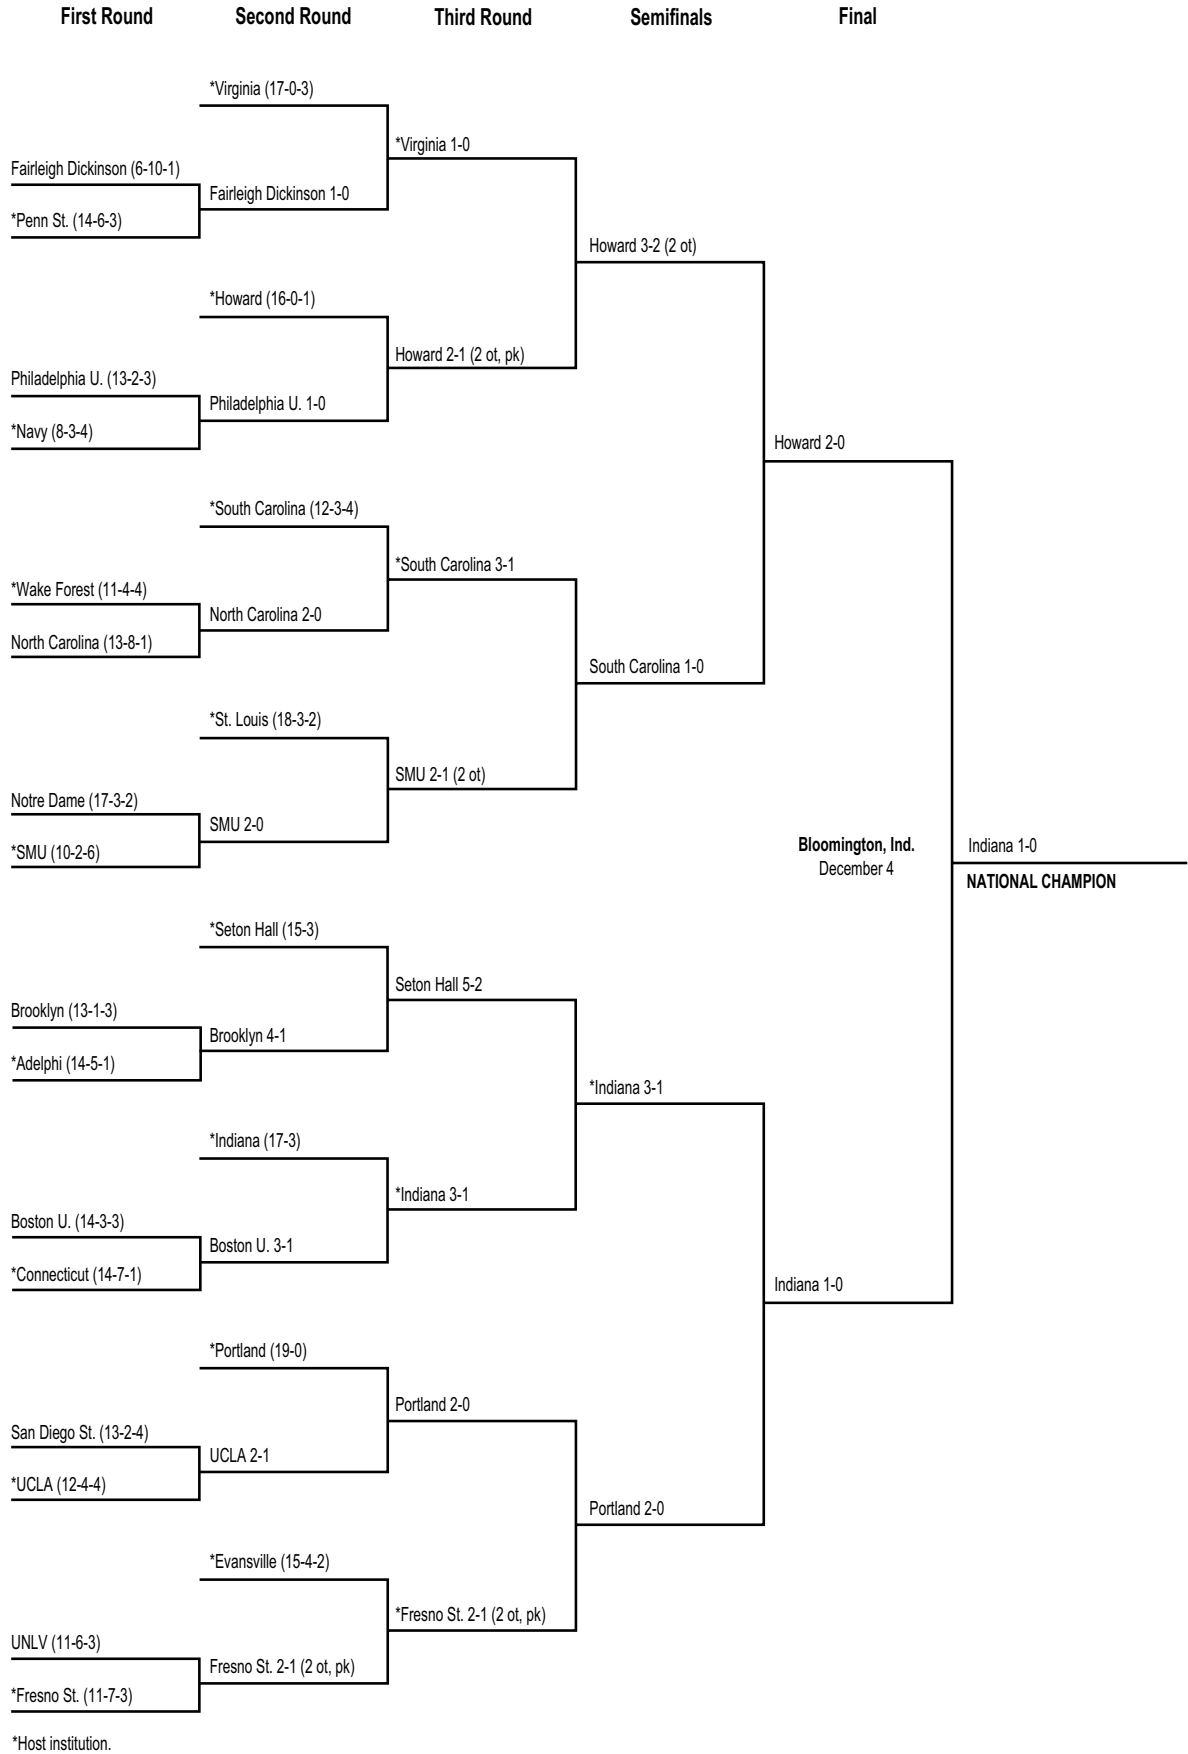 First Round
Second Round
Third Round
Semifinals
Final
*Virginia (17-0-3)
*Virginia 1-0
Fairleigh Dickinson (6-10-1)
Fairleigh Dickinson 1-0
*Penn St. (14-6-3)
Howard 3-2 (2 ot)
*Howard (16-0-1)
Howard 2-1 (2 ot, pk)
Philadelphia U. (13-2-3)
Philadelphia U. 1-0
*Navy (8-3-4)
Howard 2-0
*South Carolina (12-3-4)
*South Carolina 3-1
*Wake Forest (11-4-4)
North Carolina 2-0
North Carolina (13-8-1)
South Carolina 1-0
*St. Louis (18-3-2)
SMU 2-1 (2 ot)
Notre Dame (17-3-2)
SMU 2-0
*SMU (10-2-6)
Bloomington, Ind.
December 4
Indiana 1-0
NATIONAL CHAMPION
*Seton Hall (15-3)
Seton Hall 5-2
Brooklyn (13-1-3)
Brooklyn 4-1
*Adelphi (14-5-1)
*Indiana 3-1
*Indiana (17-3)
*Indiana 3-1
Boston U. (14-3-3)
Boston U. 3-1
*Connecticut (14-7-1)
Indiana 1-0
*Portland (19-0)
Portland 2-0
San Diego St. (13-2-4)
UCLA 2-1
*UCLA (12-4-4)
Portland 2-0
*Evansville (15-4-2)
*Fresno St. 2-1 (2 ot, pk)
UNLV (11-6-3)
Fresno St. 2-1 (2 ot, pk)
*Fresno St. (11-7-3)
*Host institution.